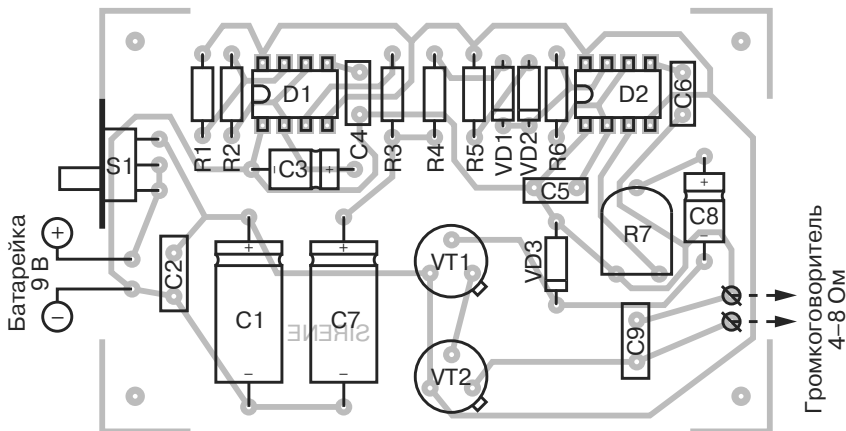 D1
D2
C6
C4
R1
R2
R3
R4
R5
VD1
VD2
R6
S1
C3
- +
C5
Батарейка
9 В
+
−
C2
+
C1
−
+
C7
−
SIRENE
VT1
VT2
VD3
R7
+
C8
−
C9
Громкоговоритель
4–8 Ом